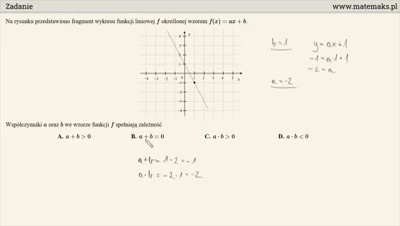 Zadanie
www.matemaks.pl
Na rysunku przedstawiono fragment wykresu funkcji liniowej f określonej wzorem f(x) = ax + b.
b=1
y=ax+1
-1=a·1+1
-2=a
a=-2
Współczynniki a oraz b we wzorze funkcji f spełniają zależność
A. a + b > 0 B. a + b = 0 C. a · b > 0 D. a · b < 0
a+b=1-2=-1
a·b=-2·1=-2